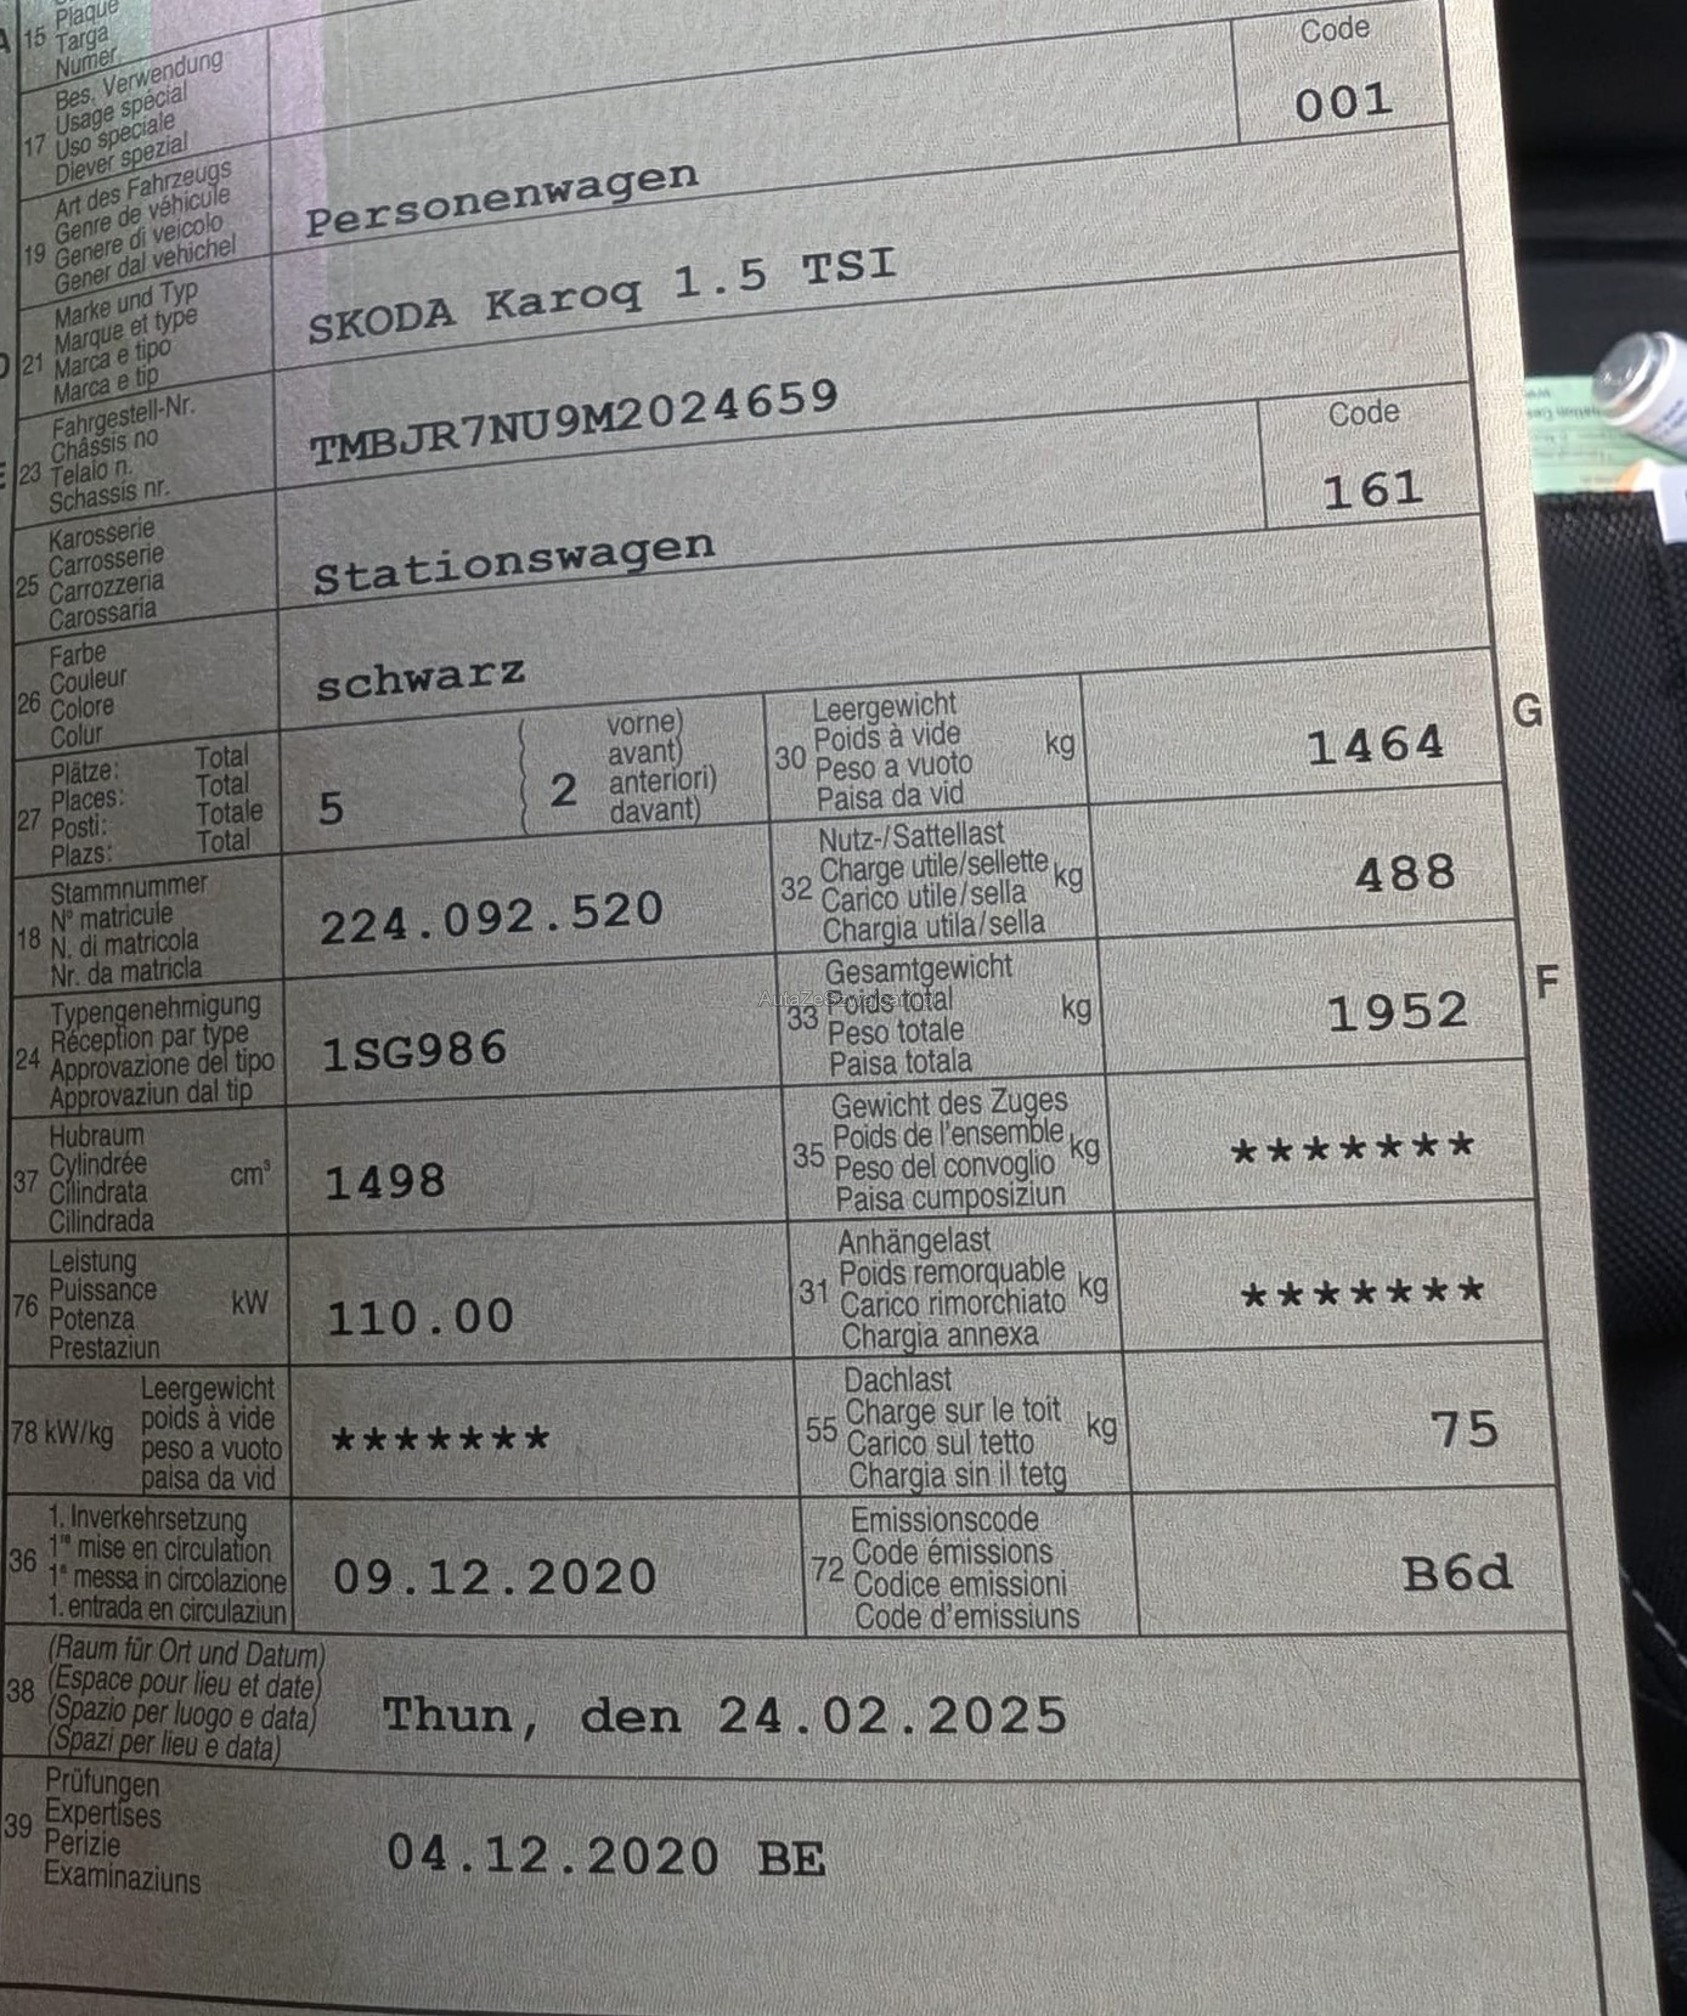 A 15 Plaque
Targa
Numer
Bes. Verwendung
Usage spécial
17 Uso speciale
Diever spezial
Code
001
Art des Fahrzeugs
Genre de véhicule
19 Genere di veicolo
Gener dal vehichel
Personenwagen
Marke und Typ
Marque et type
D 21 Marca e tipo
Marca e tip
SKODA Karoq 1.5 TSI
Fahrgestell-Nr.
Châssis no
E 23 Telaio n.
Schassis nr.
TMBJR7NU9M2024659
Code
161
Karosserie
Carrosserie
25 Carrozzeria
Carossaria
Stationswagen
Farbe
Couleur
26 Colore
Colur
schwarz
Plätze: Total
Places: Total
27 Posti: Totale
Plazs: Total
5
2
vorne)
avant)
anteriori)
davant)
Leergewicht
30 Poids à vide kg
Peso a vuoto
Paisa da vid
1464
G
Stammnummer
N° matricule
18 N. di matricola
Nr. da matricla
224.092.520
Nutz-/Sattellast
Charge utile/sellette kg
32 Carico utile/sella
Chargia utila/sella
488
Typengenehmigung
Réception par type
24 Approvazione del tipo
Approvaziun dal tip
1SG986
Gesamtgewicht
Poids total kg
33 Peso totale
Paisa totala
1952
F
Hubraum
Cylindrée cm³
37 Cilindrata
Cilindrada
1498
Gewicht des Zuges
Poids de l'ensemble kg
35 Peso del convoglio
Paisa cumposiziun
*******
Leistung
Puissance kW
76 Potenza
Prestaziun
110.00
Anhängelast
Poids remorquable kg
31 Carico rimorchiato
Chargia annexa
*******
Leergewicht
78 kW/kg poids à vide
peso a vuoto
paisa da vid
*******
Dachlast
Charge sur le toit kg
55 Carico sul tetto
Chargia sin il tetg
75
1. Inverkehrsetzung
36 1re mise en circulation
1a messa in circolazione
1. entrada en circulaziun
09.12.2020
Emissionscode
72 Code émissions
Codice emissioni
Code d'emissiuns
B6d
(Raum für Ort und Datum)
38 (Espace pour lieu et date)
(Spazio per luogo e data)
(Spazi per lieu e data)
Thun, den 24.02.2025
Prüfungen
39 Expertises
Perizie
Examinaziuns
04.12.2020 BE